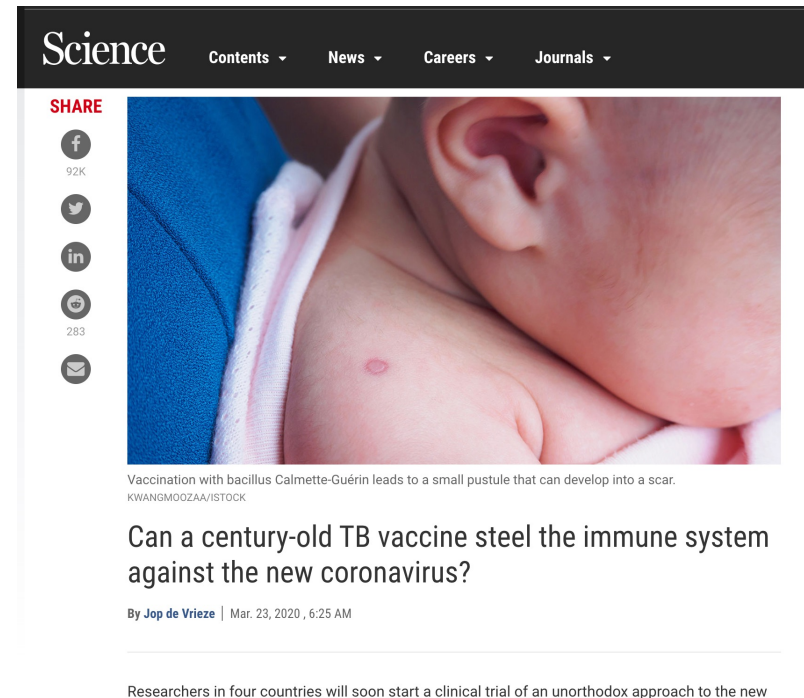 Science
Contents
News
Careers
Journals
SHARE
92K
283
Vaccination with bacillus Calmette-Guérin leads to a small pustule that can develop into a scar.
KWANGMOOZAA/ISTOCK
Can a century-old TB vaccine steel the immune system
against the new coronavirus?
By Jop de Vrieze | Mar. 23, 2020 , 6:25 AM
Researchers in four countries will soon start a clinical trial of an unorthodox approach to the new